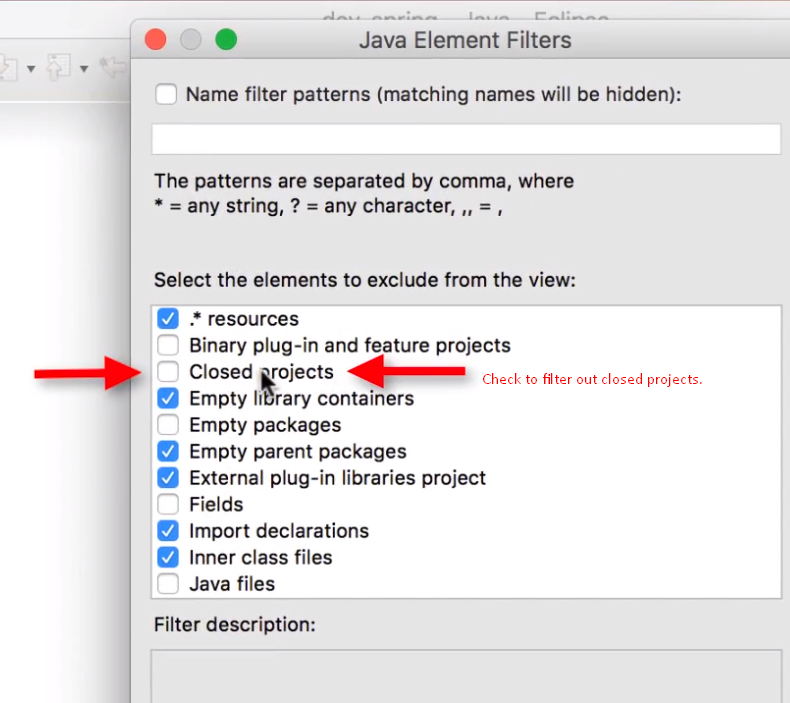 dev_spring - Java - Eclipse
Java Element Filters
Name filter patterns (matching names will be hidden):
The patterns are separated by comma, where
* = any string, ? = any character, ,, = ,
Select the elements to exclude from the view:
.* resources
Binary plug-in and feature projects
Closed projects
Check to filter out closed projects.
Empty library containers
Empty packages
Empty parent packages
External plug-in libraries project
Fields
Import declarations
Inner class files
Java files
Filter description: